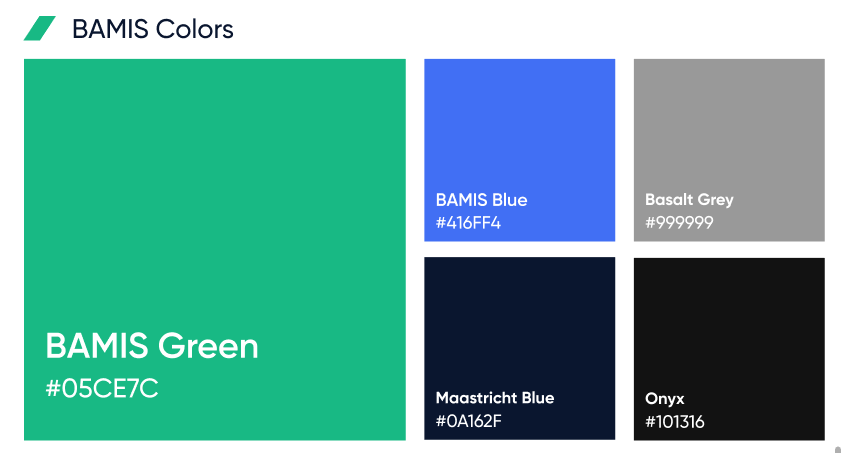 BAMIS Colors
BAMIS Green
#05CE7C
BAMIS Blue
#416FF4
Basalt Grey
#999999
Maastricht Blue
#0A162F
Onyx
#101316